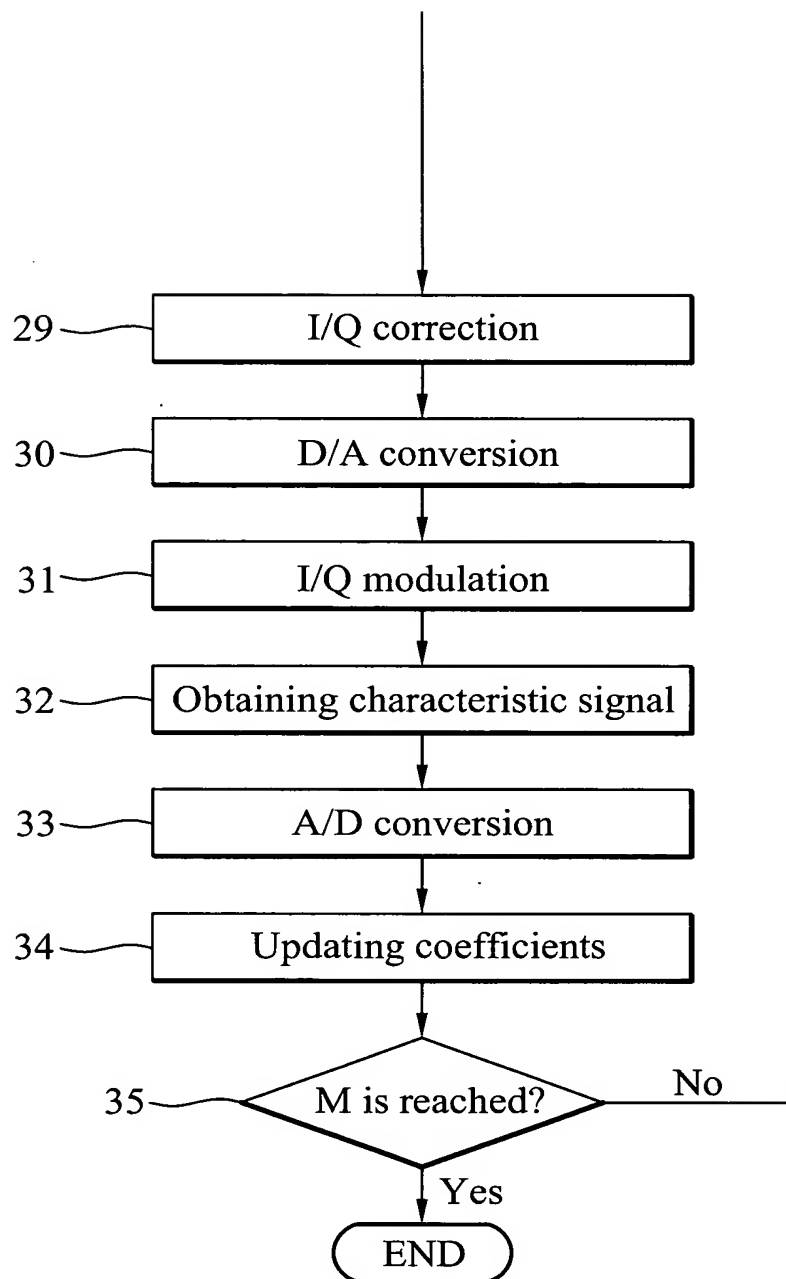 29
I/Q correction
30
D/A conversion
31
I/Q modulation
32
Obtaining characteristic signal
33
A/D conversion
34
Updating coefficients
35
M is reached?
No
Yes
END